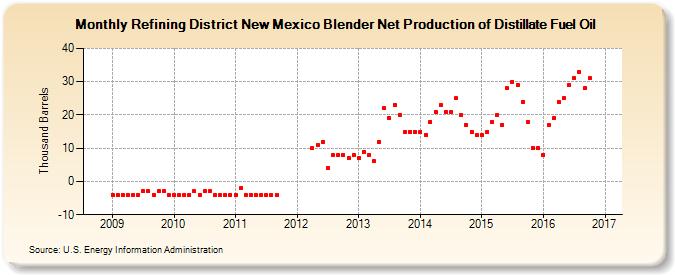 Monthly Refining District New Mexico Blender Net Production of Distillate Fuel Oil
Thousand Barrels
40
30
20
10
0
-10
2009 2010 2011 2012 2013 2014 2015 2016 2017
Source: U.S. Energy Information Administration